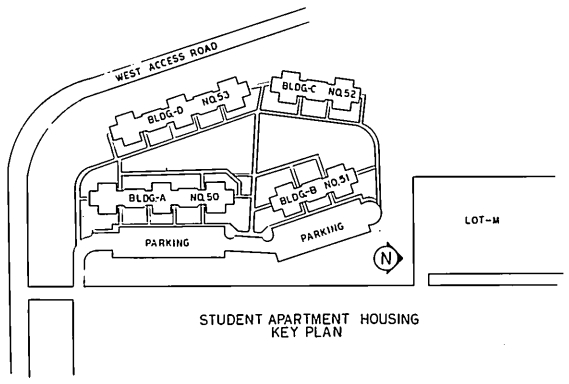 WEST ACCESS ROAD
BLDG-C NO.52
BLDG-D NO.53
BLDG-B NO.51
BLDG-A NO.50
LOT-M
PARKING
PARKING
N
STUDENT APARTMENT HOUSING
KEY PLAN